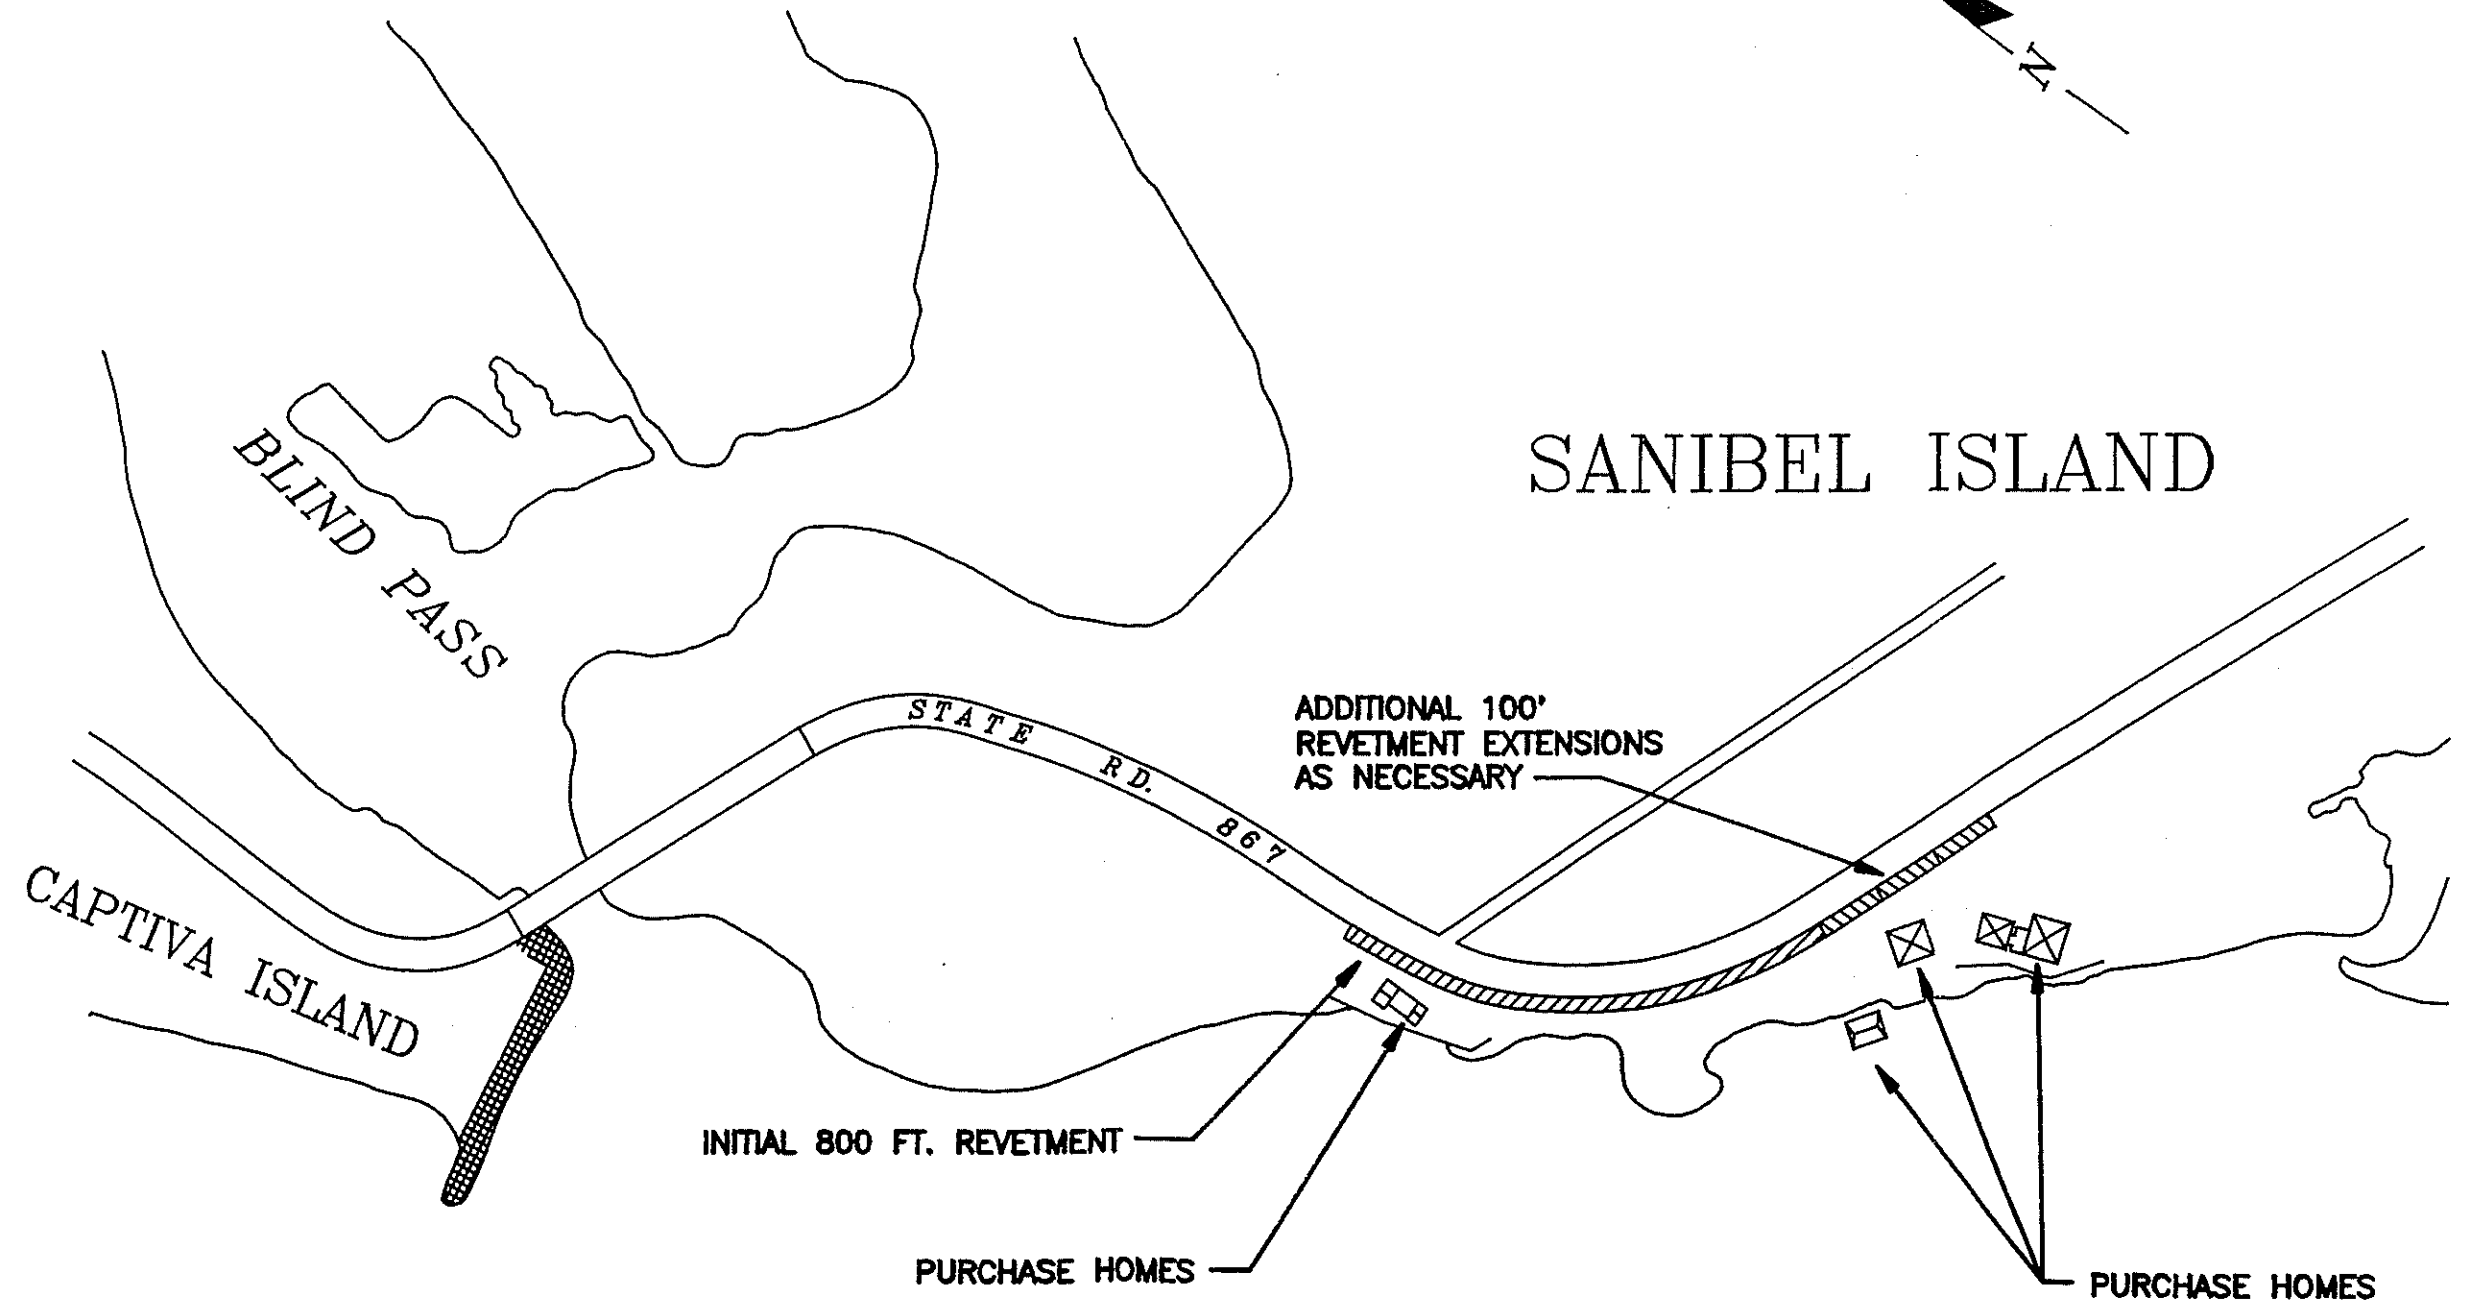 N
SANIBEL ISLAND
BLIND PASS
STATE RD. 867
ADDITIONAL 100'
REVETMENT EXTENSIONS
AS NECESSARY
CAPTIVA ISLAND
INITIAL 800 FT. REVETMENT
PURCHASE HOMES
PURCHASE HOMES